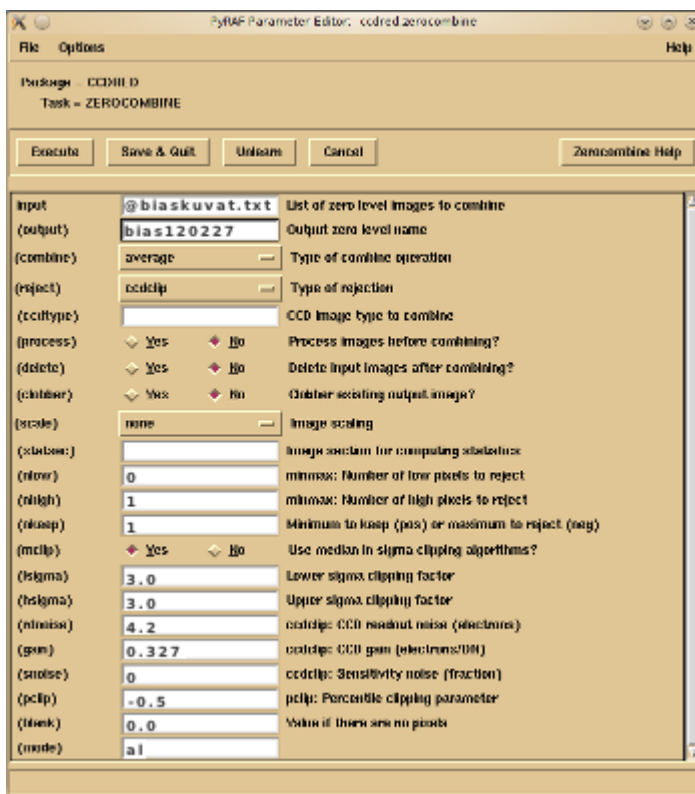 PyRAF Parameter Editor: ccdred.zerocombine
File Options Help
Package = CCDRED
Task = ZEROCOMBINE
Execute Save & Quit Unlearn Cancel Zerocombine Help
input @biaskuvat.txt List of zero level images to combine
(output) bias120227 Output zero level name
(combine) average Type of combine operation
(reject) ccdclip Type of rejection
(ccdtype) CCD image type to combine
(process) Yes No Process images before combining?
(delete) Yes No Delete input images after combining?
(clobber) Yes No Clobber existing output image?
(scale) none Image scaling
(statsec) Image section for computing statistics
(nlow) 0 minmax: Number of low pixels to reject
(nhigh) 1 minmax: Number of high pixels to reject
(nkeep) 1 Minimum to keep (pos) or maximum to reject (neg)
(mclip) Yes No Use median in sigma clipping algorithms?
(lsigma) 3.0 Lower sigma clipping factor
(hsigma) 3.0 Upper sigma clipping factor
(rdnoise) 4.2 ccdclip: CCD readout noise (electrons)
(gain) 0.327 ccdclip: CCD gain (electrons/DN)
(snoise) 0 ccdclip: Sensitivity noise (fraction)
(pclip) -0.5 pclip: Percentile clipping parameter
(blank) 0.0 Value if there are no pixels
(mode) al